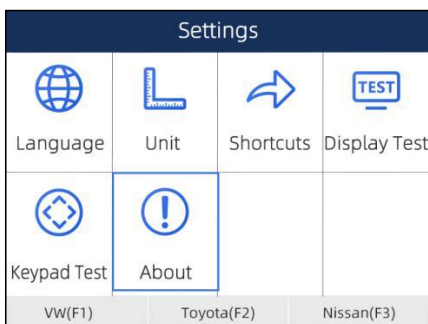 Settings
TEST
Language Unit Shortcuts Display Test
Keypad Test About
VW(F1) Toyota(F2) Nissan(F3)